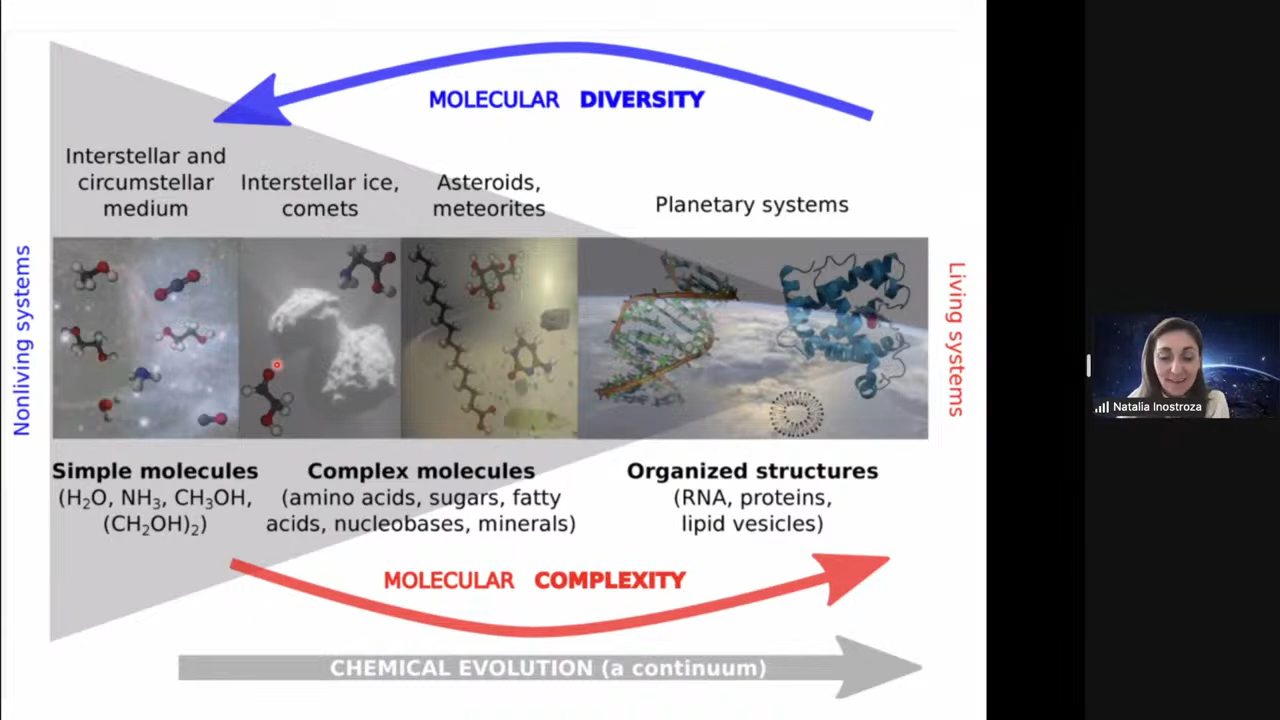 MOLECULAR DIVERSITY
Interstellar and
circumstellar
medium
Interstellar ice,
comets
Asteroids,
meteorites
Planetary systems
Nonliving systems
Living systems
Simple molecules
(H₂O, NH₃, CH₃OH,
(CH₂OH)₂)
Complex molecules
(amino acids, sugars, fatty
acids, nucleobases, minerals)
Organized structures
(RNA, proteins,
lipid vesicles)
MOLECULAR COMPLEXITY
CHEMICAL EVOLUTION (a continuum)
Natalia Inostroza